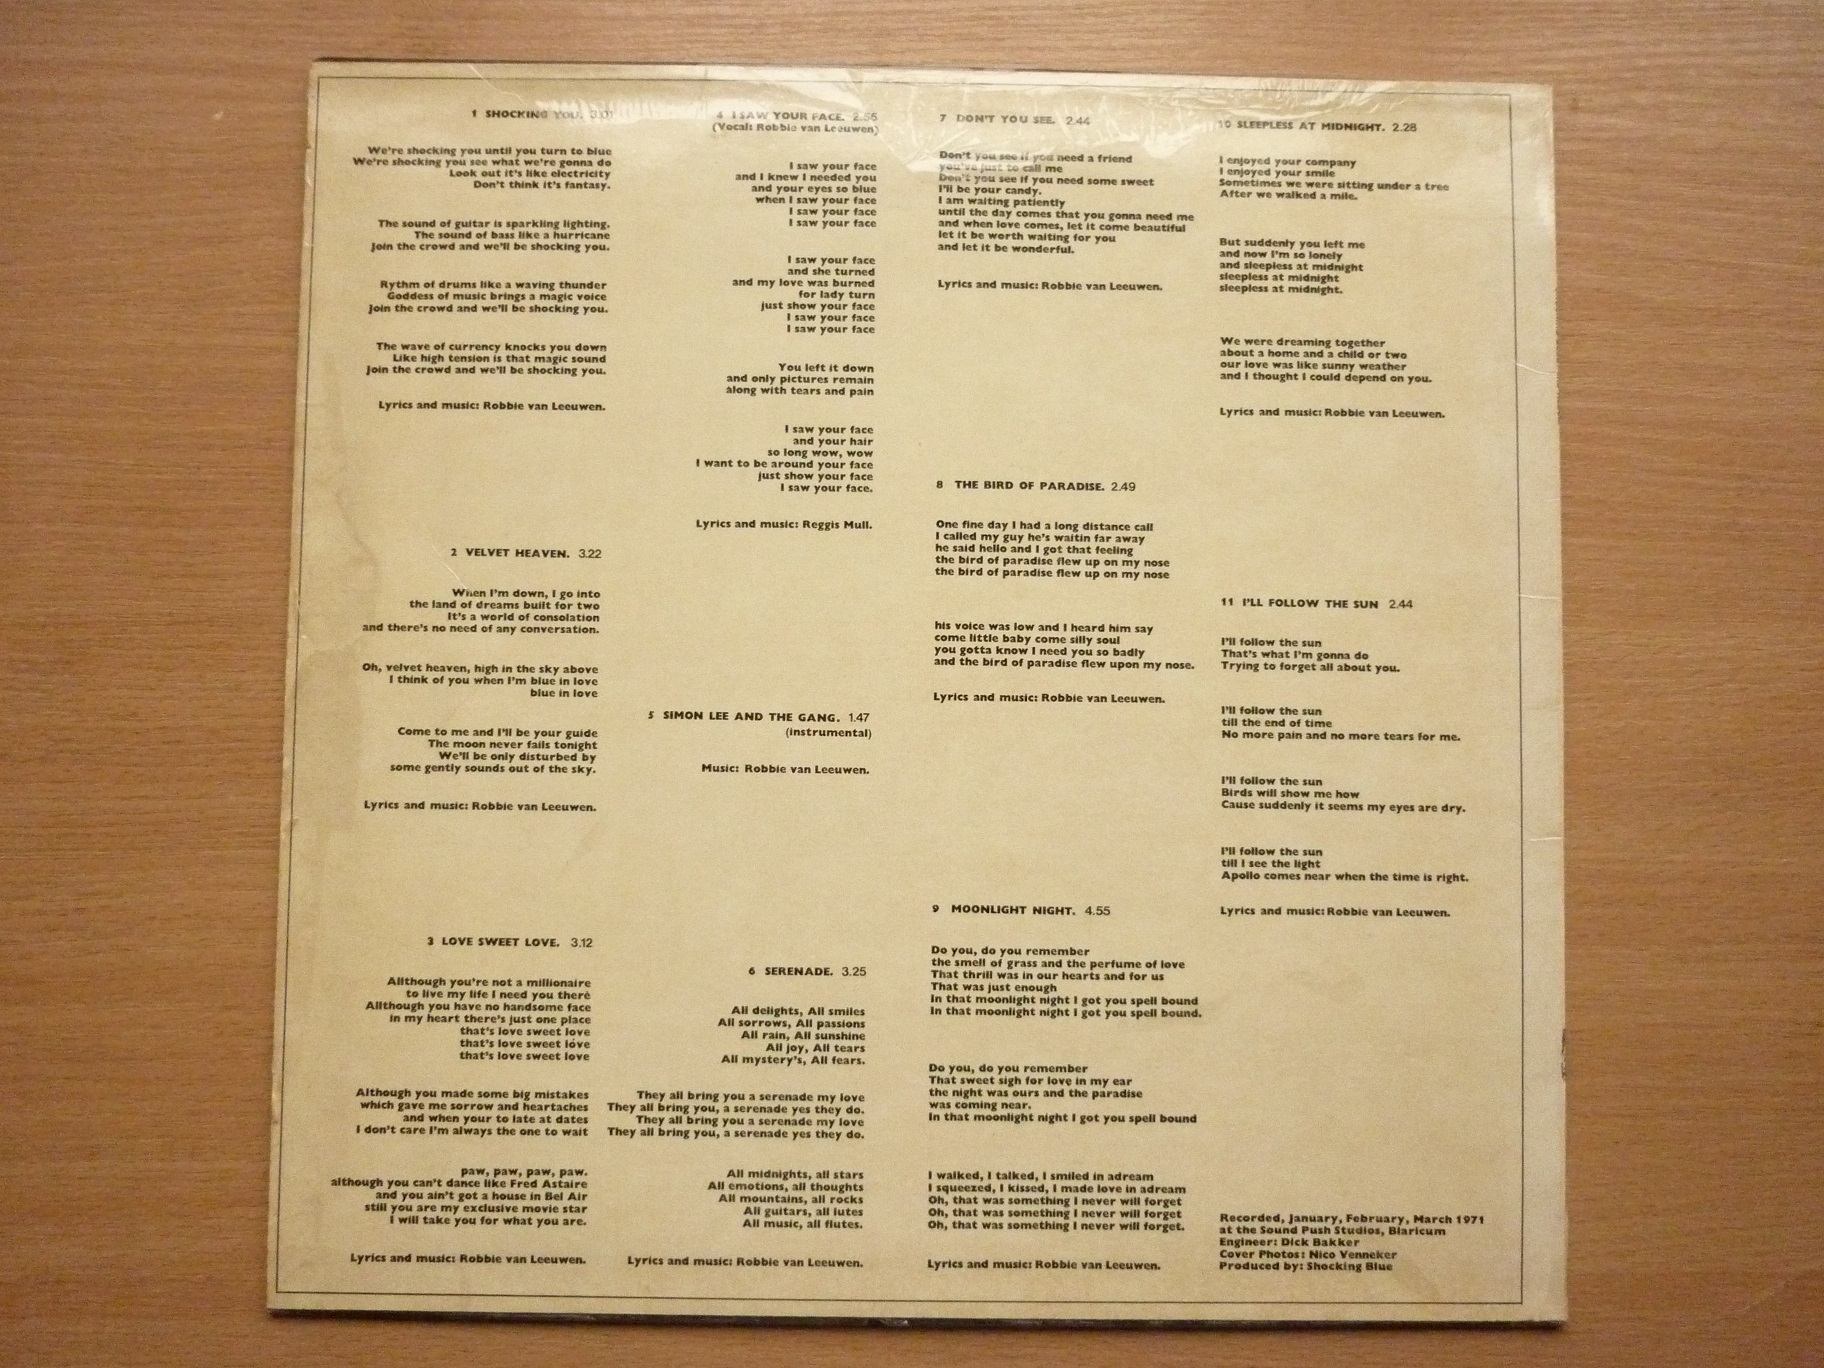 1 SHOCKING YOU. 3.01
We're shocking you until you turn to blue
We're shocking you see what we're gonna do
Look out it's like electricity
Don't think it's fantasy.
The sound of guitar is sparkling lighting.
The sound of bass like a hurricane
Join the crowd and we'll be shocking you.
Rythm of drums like a waving thunder
Goddess of music brings a magic voice
Join the crowd and we'll be shocking you.
The wave of currency knocks you down
Like high tension is that magic sound
Join the crowd and we'll be shocking you.
Lyrics and music: Robbie van Leeuwen.
2 VELVET HEAVEN. 3.22
When I'm down, I go into
the land of dreams built for two
It's a world of consolation
and there's no need of any conversation.
Oh, velvet heaven, high in the sky above
I think of you when I'm blue in love
blue in love
Come to me and I'll be your guide
The moon never fails tonight
We'll be only disturbed by
some gently sounds out of the sky.
Lyrics and music: Robbie van Leeuwen.
3 LOVE SWEET LOVE. 3.12
Allthough you're not a millionaire
to live my life I need you there
Allthough you have no handsome face
in my heart there's just one place
that's love sweet love
that's love sweet love
that's love sweet love
Although you made some big mistakes
which gave me sorrow and heartaches
and when your to late at dates
I don't care I'm always the one to wait
paw, paw, paw, paw.
although you can't dance like Fred Astaire
and you ain't got a house in Bel Air
still you are my exclusive movie star
I will take you for what you are.
Lyrics and music: Robbie van Leeuwen.
4 I SAW YOUR FACE. 2.55
(Vocal: Robbie van Leeuwen)
I saw your face
and I knew I needed you
and your eyes so blue
when I saw your face
I saw your face
I saw your face
I saw your face
and she turned
and my love was burned
for lady turn
just show your face
I saw your face
I saw your face
You left it down
and only pictures remain
along with tears and pain
I saw your face
and your hair
so long wow, wow
I want to be around your face
just show your face
I saw your face.
Lyrics and music: Reggis Mull.
5 SIMON LEE AND THE GANG. 1.47
(instrumental)
Music: Robbie van Leeuwen.
6 SERENADE. 3.25
All delights, All smiles
All sorrows, All passions
All rain, All sunshine
All joy, All tears
All mystery's, All fears.
They all bring you a serenade my love
They all bring you, a serenade yes they do.
They all bring you a serenade my love
They all bring you, a serenade yes they do.
All midnights, all stars
All emotions, all thoughts
All mountains, all rocks
All guitars, all lutes
All music, all flutes.
Lyrics and music: Robbie van Leeuwen.
7 DON'T YOU SEE. 2.44
Don't you see if you need a friend
you've just to call me
Don't you see if you need some sweet
I'll be your candy.
I am waiting patiently
until the day comes that you gonna need me
and when love comes, let it come beautiful
let it be worth waiting for you
and let it be wonderful.
Lyrics and music: Robbie van Leeuwen.
8 THE BIRD OF PARADISE. 2.49
One fine day I had a long distance call
I called my guy he's waitin far away
he said hello and I got that feeling
the bird of paradise flew up on my nose
the bird of paradise flew up on my nose
his voice was low and I heard him say
come little baby come silly soul
you gotta know I need you so badly
and the bird of paradise flew upon my nose.
Lyrics and music: Robbie van Leeuwen.
9 MOONLIGHT NIGHT. 4.55
Do you, do you remember
the smell of grass and the perfume of love
That thrill was in our hearts and for us
That was just enough
In that moonlight night I got you spell bound
In that moonlight night I got you spell bound.
Do you, do you remember
That sweet sigh for love in my ear
the night was ours and the paradise
was coming near.
In that moonlight night I got you spell bound
I walked, I talked, I smiled in adream
I squeezed, I kissed, I made love in adream
Oh, that was something I never will forget
Oh, that was something I never will forget
Oh, that was something I never will forget.
Lyrics and music: Robbie van Leeuwen.
10 SLEEPLESS AT MIDNIGHT. 2.28
I enjoyed your company
I enjoyed your smile
Sometimes we were sitting under a tree
After we walked a mile.
But suddenly you left me
and now I'm so lonely
and sleepless at midnight
sleepless at midnight
sleepless at midnight.
We were dreaming together
about a home and a child or two
our love was like sunny weather
and I thought I could depend on you.
Lyrics and music: Robbie van Leeuwen.
11 I'LL FOLLOW THE SUN 2.44
I'll follow the sun
That's what I'm gonna do
Trying to forget all about you.
I'll follow the sun
till the end of time
No more pain and no more tears for me.
I'll follow the sun
Birds will show me how
Cause suddenly it seems my eyes are dry.
I'll follow the sun
till I see the light
Apollo comes near when the time is right.
Lyrics and music: Robbie van Leeuwen.
Recorded, January, February, March 1971
at the Sound Push Studios, Blaricum
Engineer: Dick Bakker
Cover Photos: Nico Venneker
Produced by: Shocking Blue